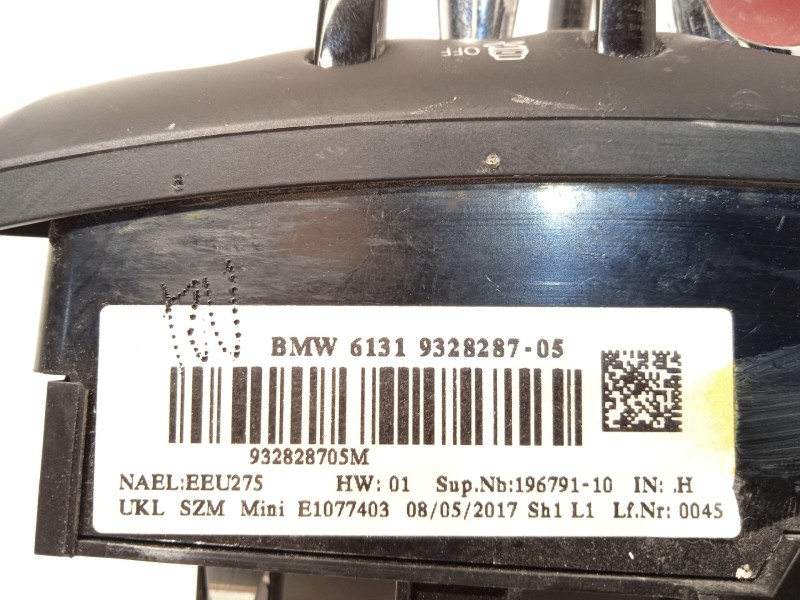 OFF
BMW 6131 9328287-05
932828705M
NAEL:EEU275 HW: 01 Sup.Nb:196791-10 IN: .H
UKL SZM Mini E1077403 08/05/2017 Sh1 L1 Lf.Nr: 0045